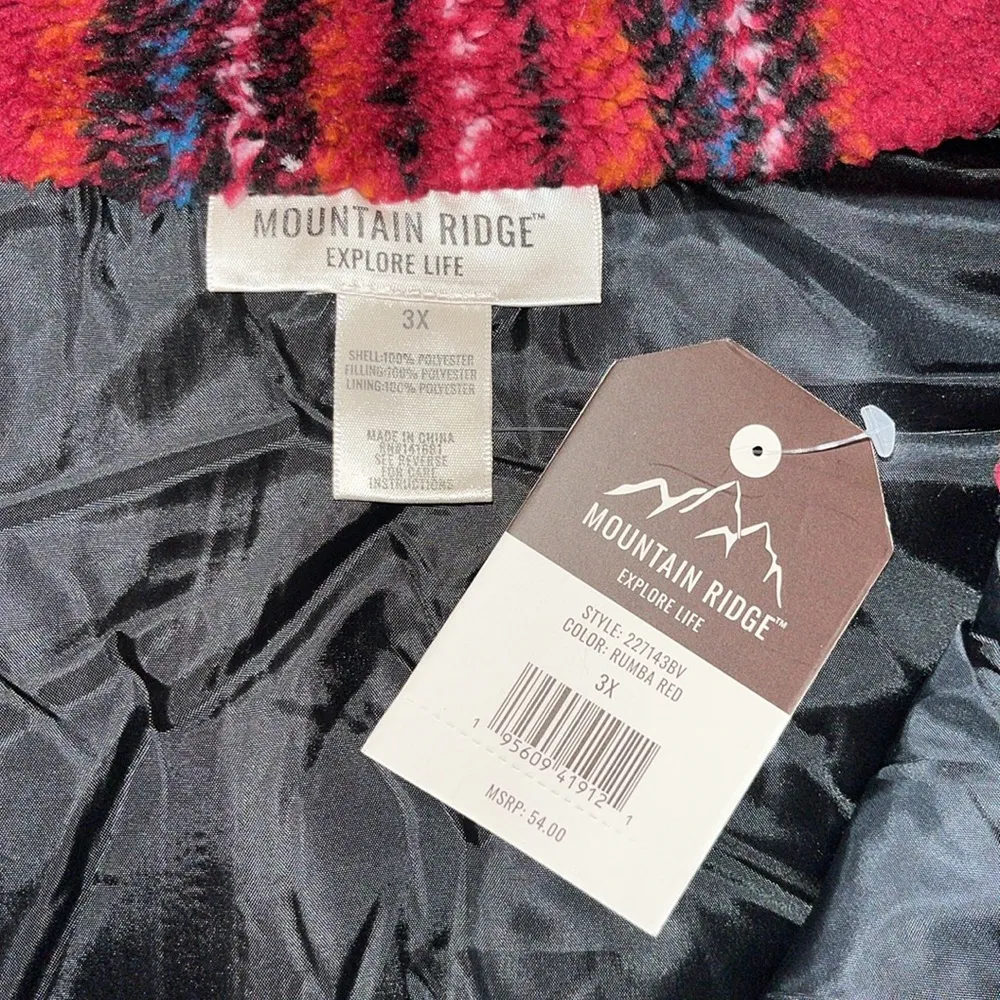 MOUNTAIN RIDGE™
EXPLORE LIFE
3X
SHELL:100% POLYESTER
FILLING:100% POLYESTER
LINING:100% POLYESTER
MADE IN CHINA
SEE REVERSE
FOR CARE
INSTRUCTIONS
MOUNTAIN RIDGE™
EXPLORE LIFE
STYLE: 227143BV
COLOR: RUMBA RED
3X
1 95609 41912 1
MSRP: 54.00